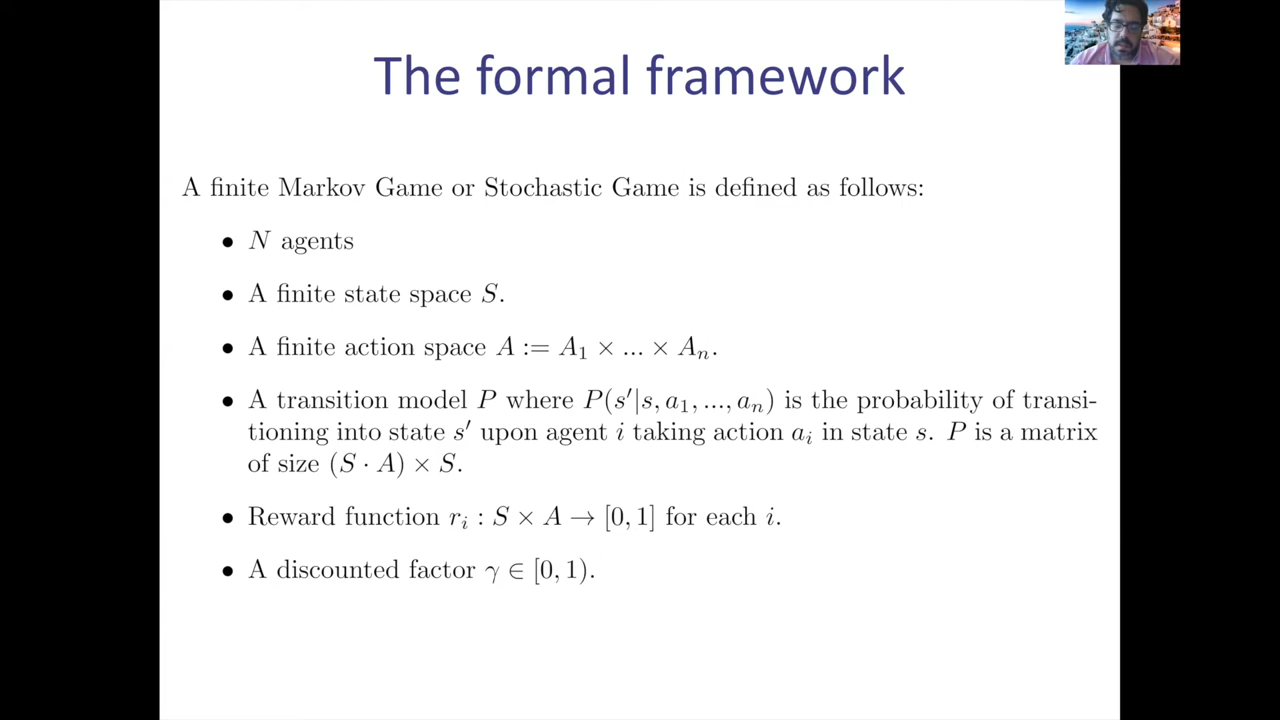 The formal framework
A finite Markov Game or Stochastic Game is defined as follows:
• N agents
• A finite state space S.
• A finite action space A := A₁ × ... × Aₙ.
• A transition model P where P(s′|s, a₁, ..., aₙ) is the probability of transi-
tioning into state s′ upon agent i taking action aᵢ in state s. P is a matrix
of size (S · A) × S.
• Reward function rᵢ : S × A → [0, 1] for each i.
• A discounted factor γ ∈ [0, 1).